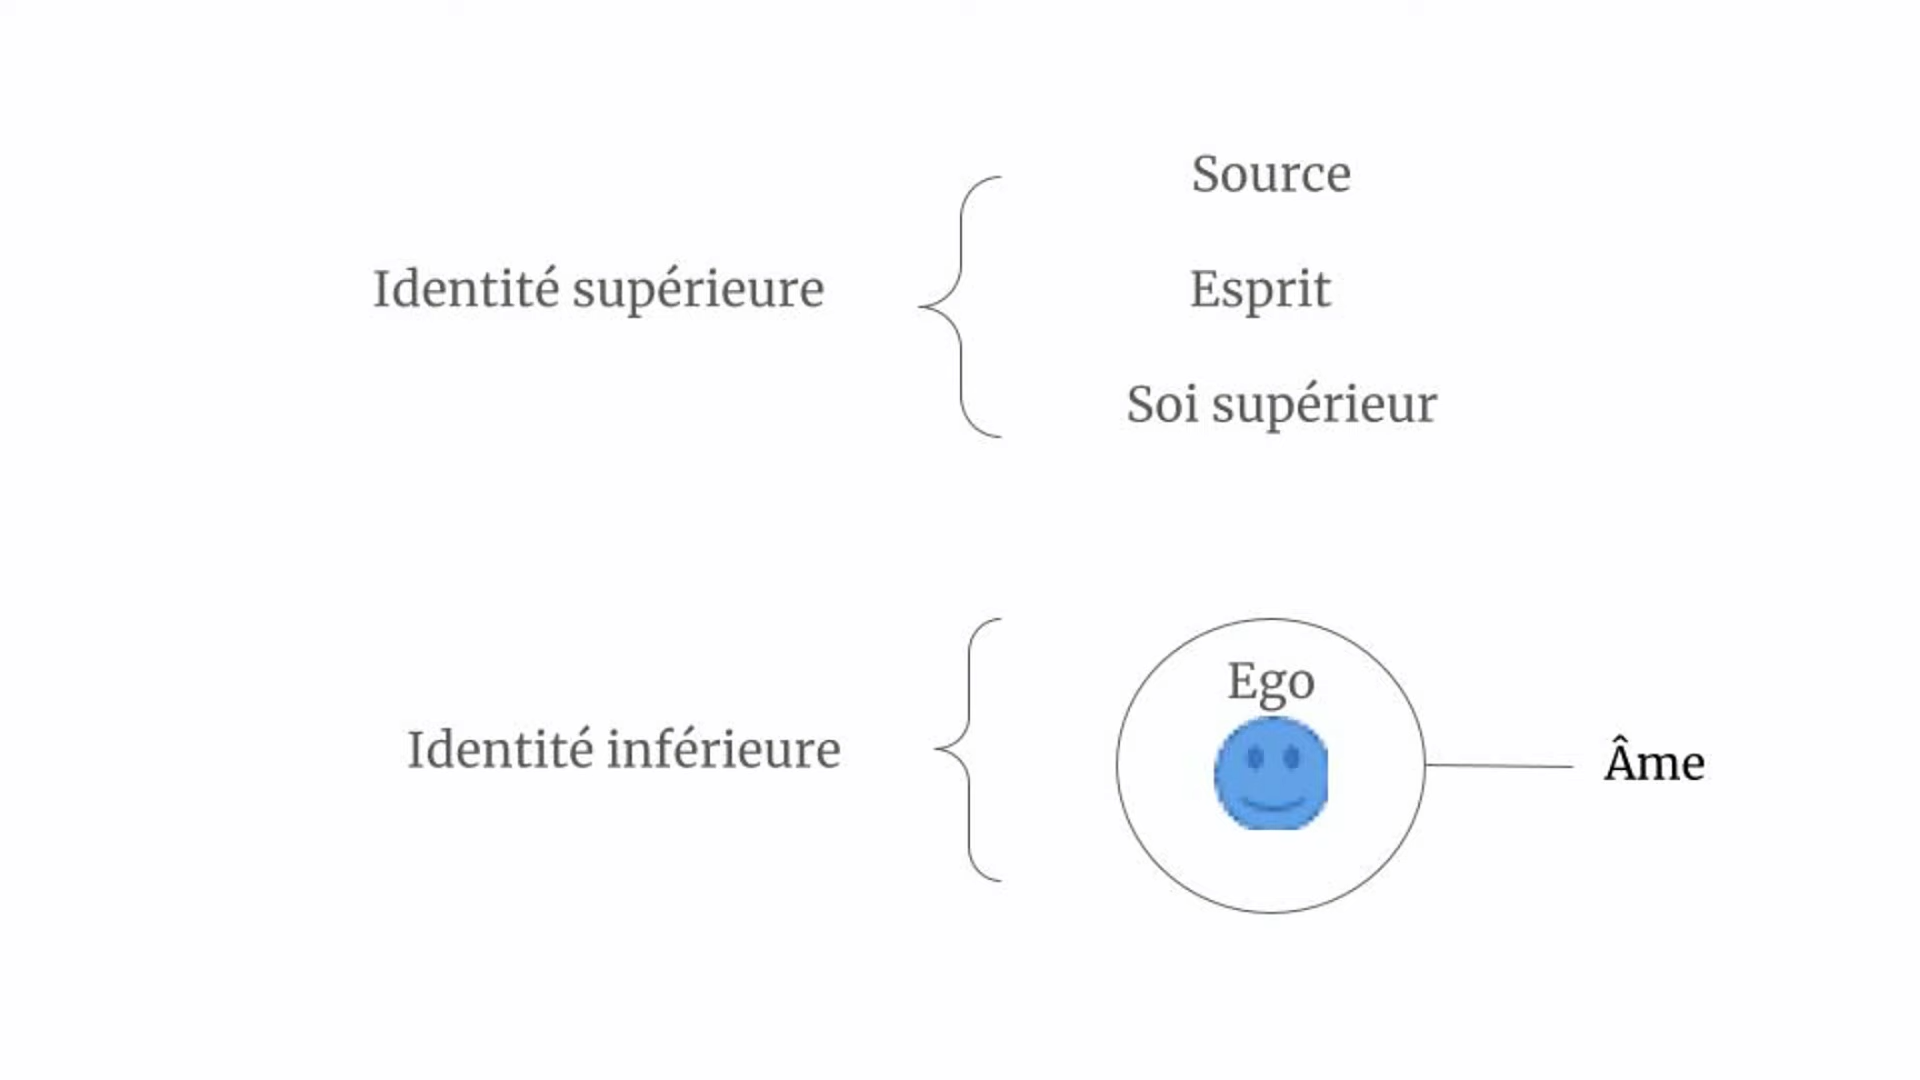 Source
Identité supérieure
Esprit
Soi supérieur
Ego
Identité inférieure
Âme